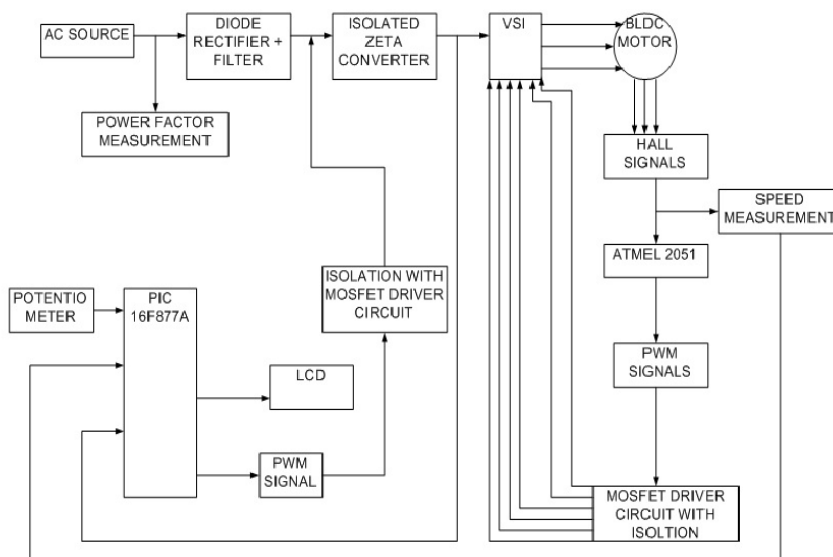 AC SOURCE
DIODE
RECTIFIER +
FILTER
ISOLATED
ZETA
CONVERTER
VSI
BLDC
MOTOR
POWER FACTOR
MEASUREMENT
HALL
SIGNALS
SPEED
MEASUREMENT
ATMEL 2051
ISOLATION WITH
MOSFET DRIVER
CIRCUIT
POTENTIO
METER
PIC
16F877A
LCD
PWM
SIGNALS
PWM
SIGNAL
MOSFET DRIVER
CIRCUIT WITH
ISOLTION